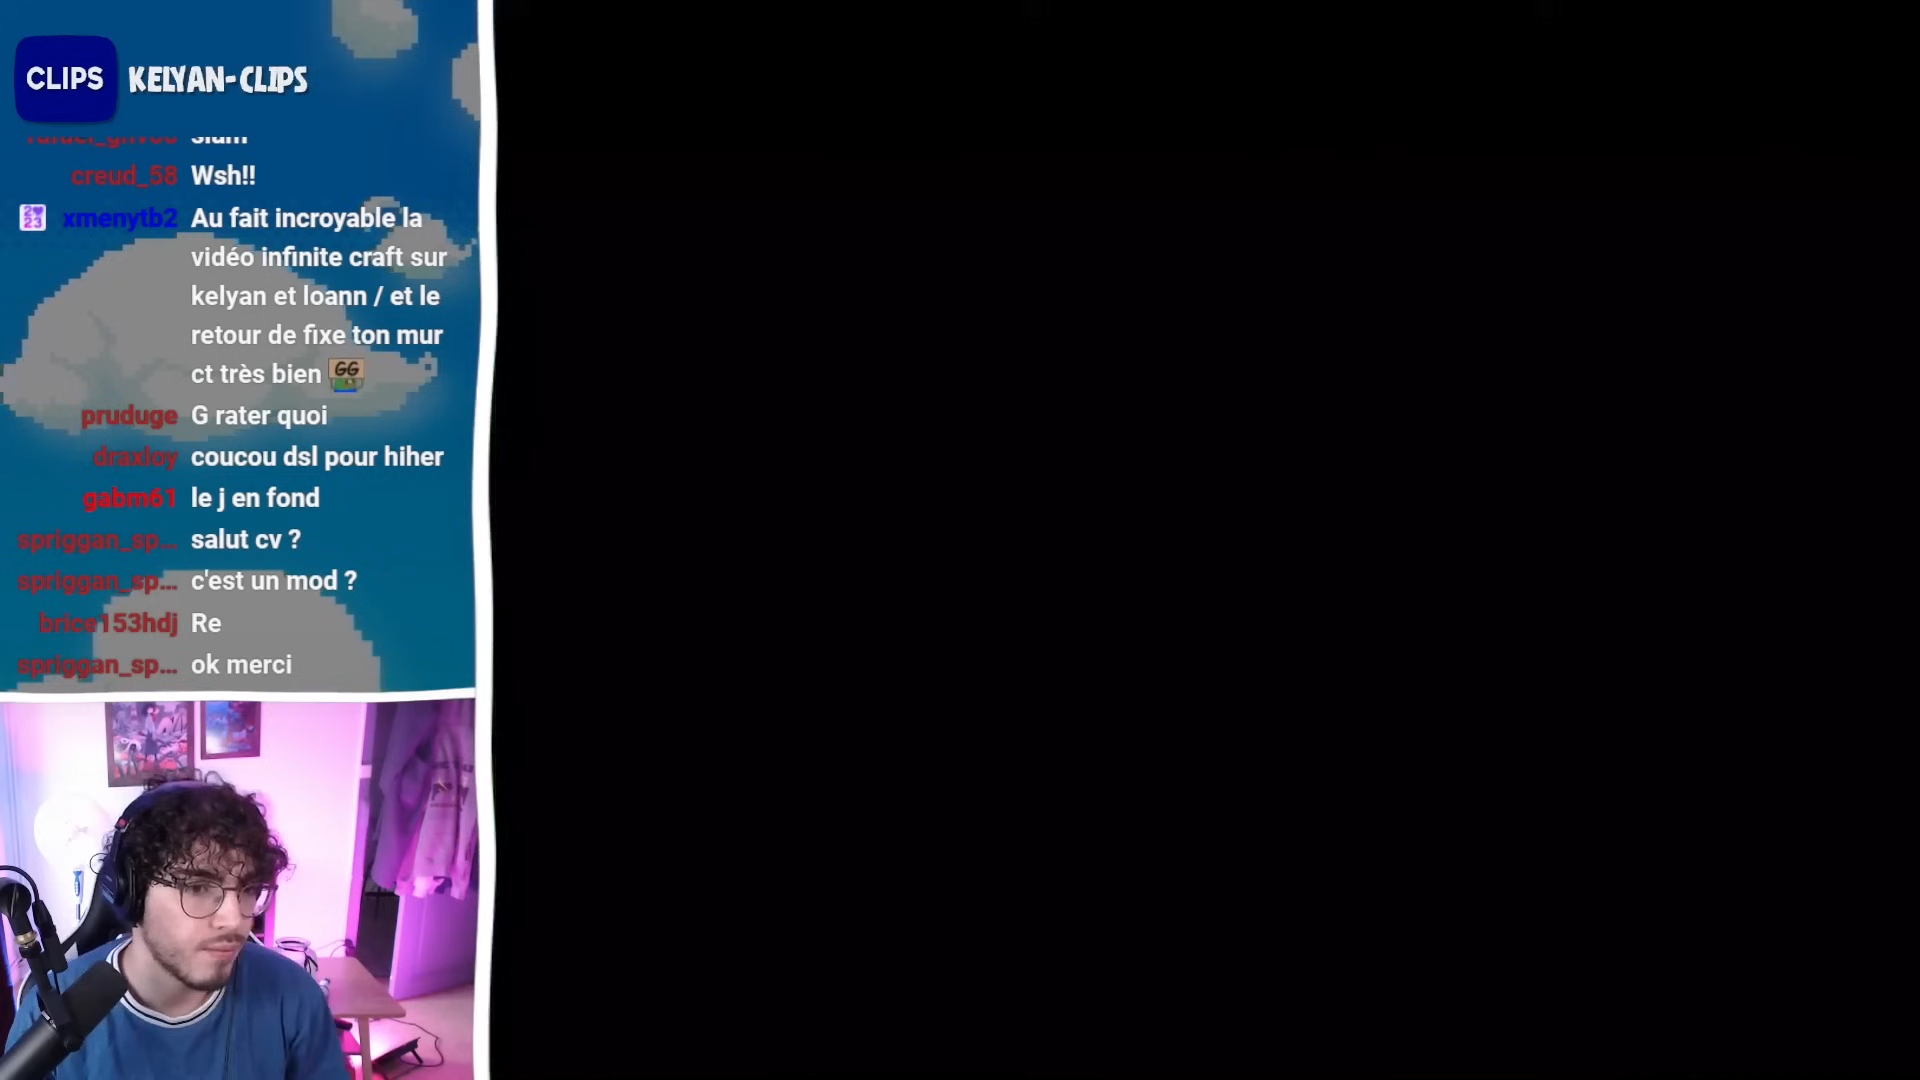 CLIPS KELYAN-CLIPS
creud_58 Wsh!!
xmenytb2 Au fait incroyable la
vidéo infinite craft sur
kelyan et loann / et le
retour de fixe ton mur
ct très bien GG
pruduge G rater quoi
draxloy coucou dsl pour hiher
gabm61 le j en fond
spriggan_sp... salut cv ?
spriggan_sp... c'est un mod ?
brice153hdj Re
spriggan_sp... ok merci